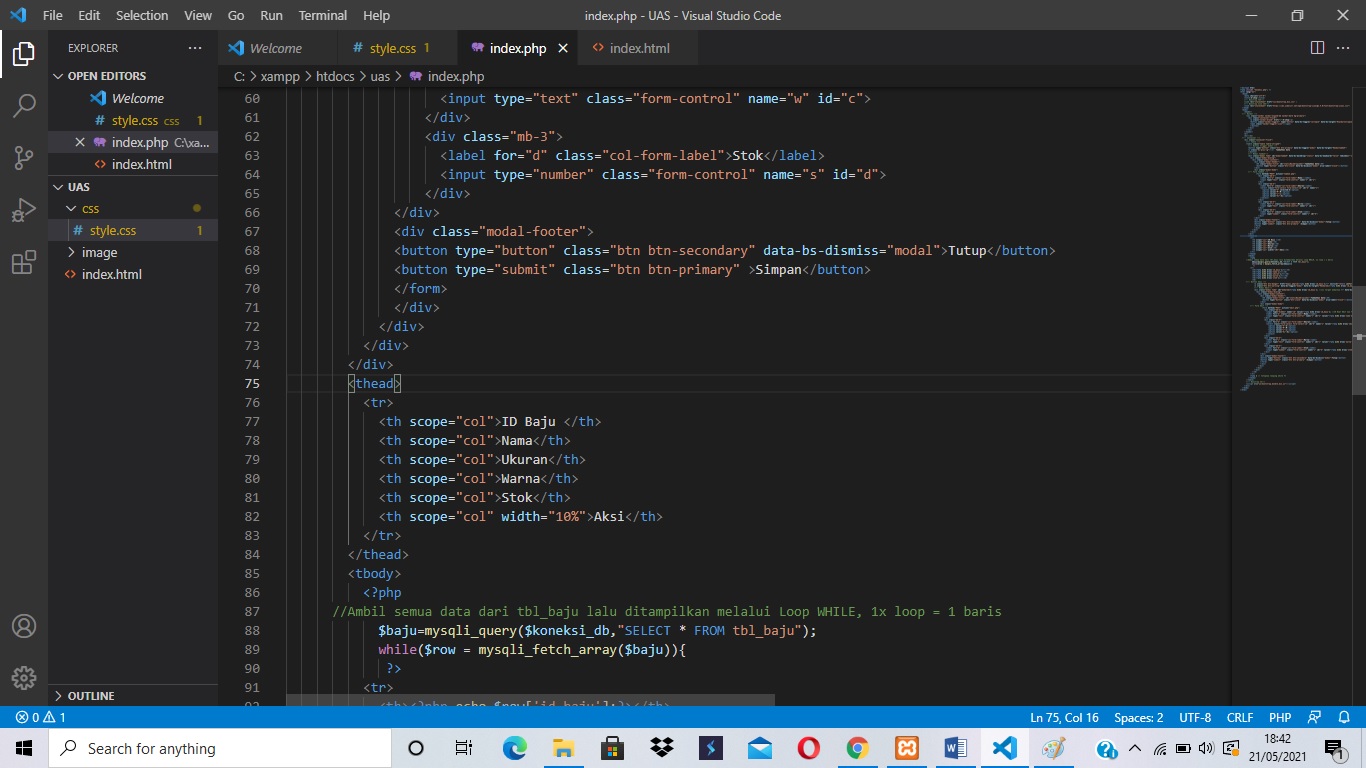 File Edit Selection View Go Run Terminal Help index.php - UAS - Visual Studio Code
EXPLORER
Welcome
style.css 1
index.php
index.html
OPEN EDITORS
Welcome
style.css css 1
index.php C:\xa...
index.html
UAS
css
style.css 1
image
index.html
OUTLINE
C: > xampp > htdocs > uas > index.php
60 <input type="text" class="form-control" name="w" id="c">
61 </div>
62 <div class="mb-3">
63 <label for="d" class="col-form-label">Stok</label>
64 <input type="number" class="form-control" name="s" id="d">
65 </div>
66 </div>
67 <div class="modal-footer">
68 <button type="button" class="btn btn-secondary" data-bs-dismiss="modal">Tutup</button>
69 <button type="submit" class="btn btn-primary" >Simpan</button>
70 </form>
71 </div>
72 </div>
73 </div>
74 </div>
75 <thead>
76 <tr>
77 <th scope="col">ID Baju </th>
78 <th scope="col">Nama</th>
79 <th scope="col">Ukuran</th>
80 <th scope="col">Warna</th>
81 <th scope="col">Stok</th>
82 <th scope="col" width="10%">Aksi</th>
83 </tr>
84 </thead>
85 <tbody>
86 <?php
87 //Ambil semua data dari tbl_baju lalu ditampilkan melalui Loop WHILE, 1x loop = 1 baris
88 $baju=mysqli_query($koneksi_db,"SELECT * FROM tbl_baju");
89 while($row = mysqli_fetch_array($baju)){
90 ?>
91 <tr>
0 1 Ln 75, Col 16 Spaces: 2 UTF-8 CRLF PHP
Search for anything
18:42
21/05/2021
1